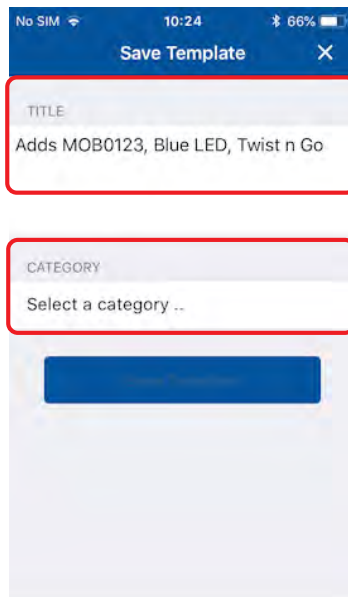 No SIM 10:24 66%
Save Template ×
TITLE
Adds MOB0123, Blue LED, Twist n Go
CATEGORY
Select a category ..